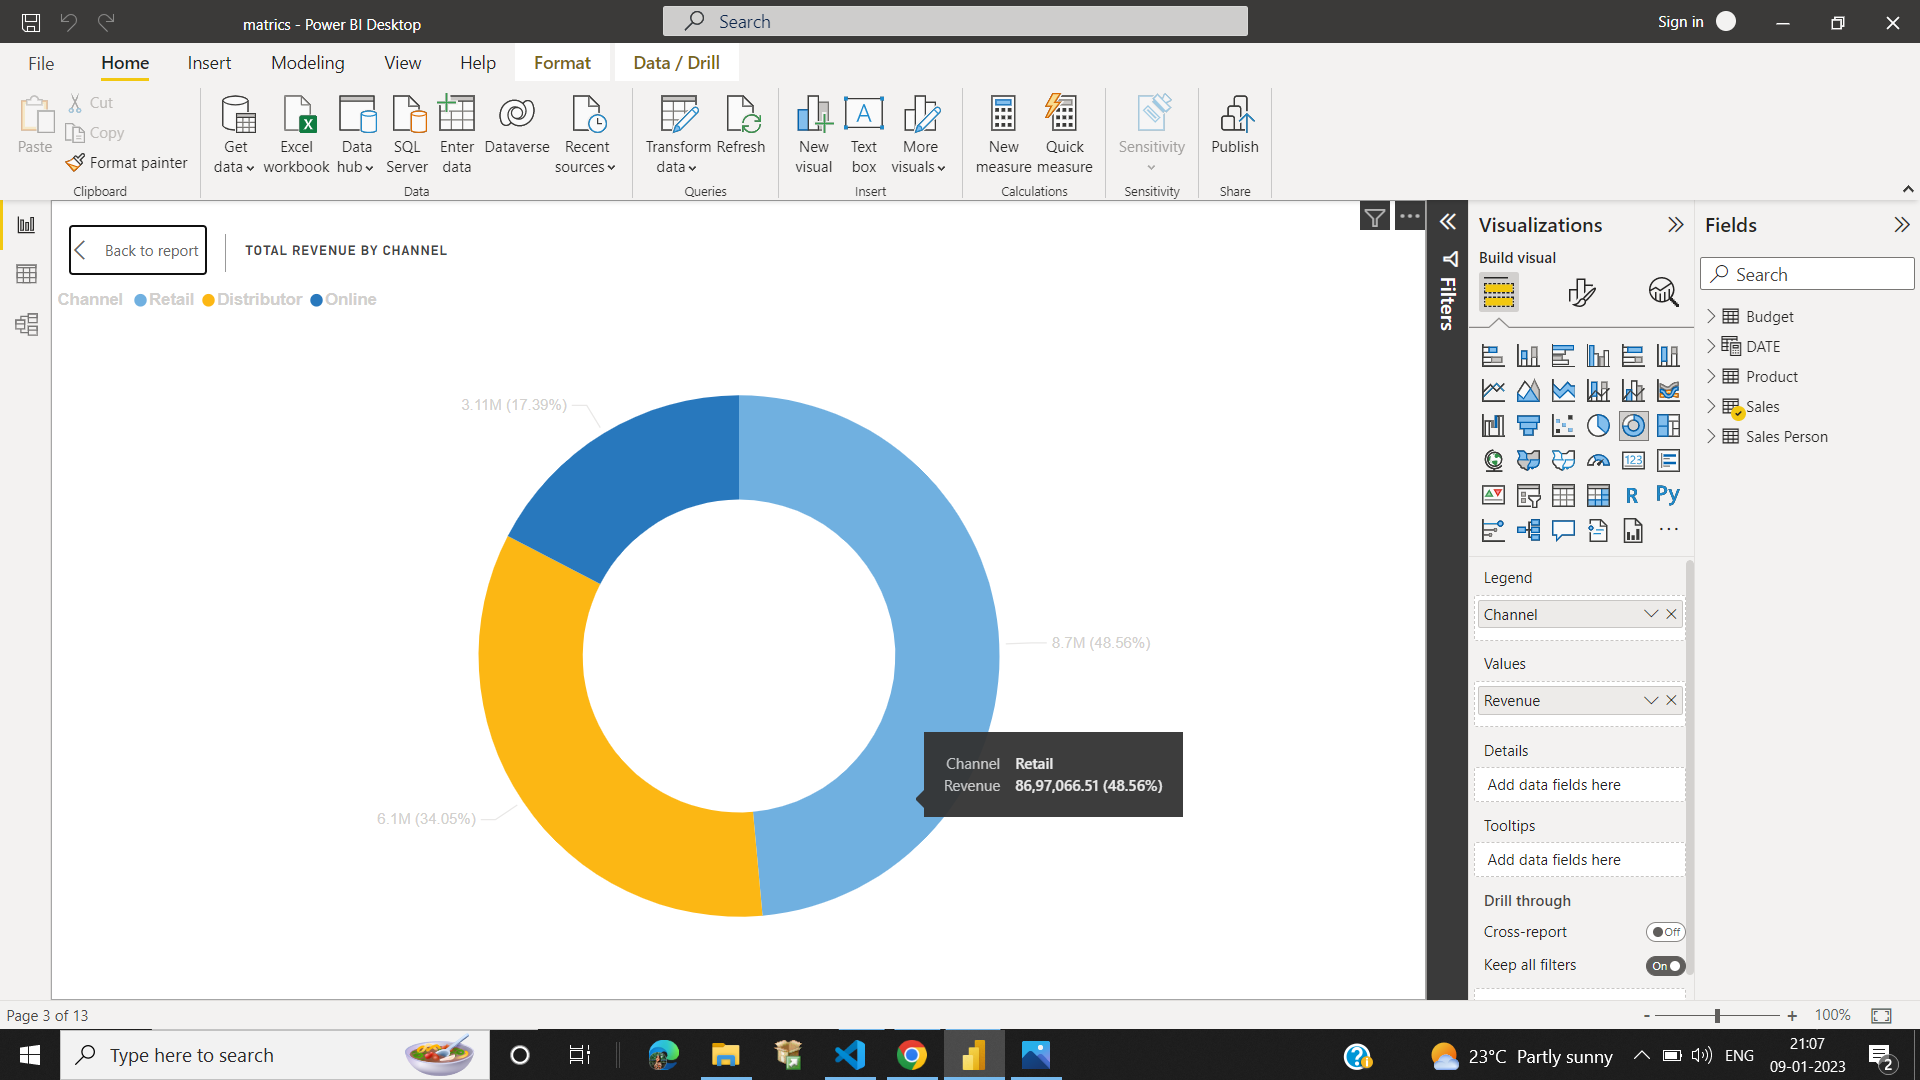 matrics - Power BI Desktop
Search
Sign in
File
Home
Insert
Modeling
View
Help
Format
Data / Drill
Paste
Cut
Copy
Format painter
Clipboard
Get data
Excel workbook
Data hub
SQL Server
Enter data
Dataverse
Recent sources
Data
Transform data
Refresh
Queries
New visual
Text box
More visuals
Insert
New measure
Quick measure
Calculations
Sensitivity
Sensitivity
Publish
Share
Back to report
TOTAL REVENUE BY CHANNEL
Channel Retail Distributor Online
3.11M (17.39%)
8.7M (48.56%)
6.1M (34.05%)
Channel Retail
Revenue 86,97,066.51 (48.56%)
Filters
Visualizations
Build visual
123
R
Py
Legend
Channel
Values
Revenue
Details
Add data fields here
Tooltips
Add data fields here
Drill through
Cross-report
Off
Keep all filters
On
Fields
Search
Budget
DATE
Product
Sales
Sales Person
Page 3 of 13
- + 100%
Type here to search
23°C Partly sunny
ENG
21:07
09-01-2023
2